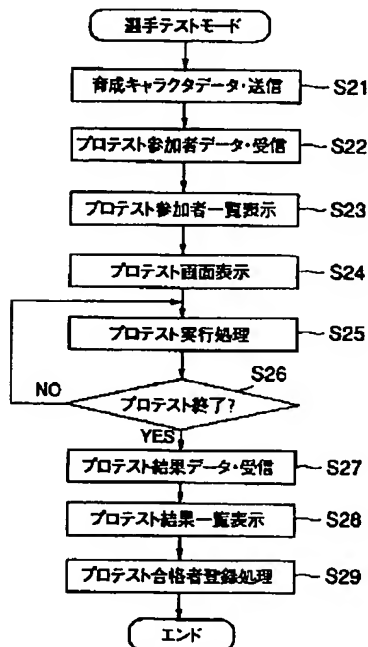 選手テストモード
育成キャラクタデータ・送信 S21
プロテスト参加者データ・受信 S22
プロテスト参加者一覧表示 S23
プロテスト画面表示 S24
プロテスト実行処理 S25
S26
NO プロテスト終了?
YES
プロテスト結果データ・受信 S27
プロテスト結果一覧表示 S28
プロテスト合格者登録処理 S29
エンド